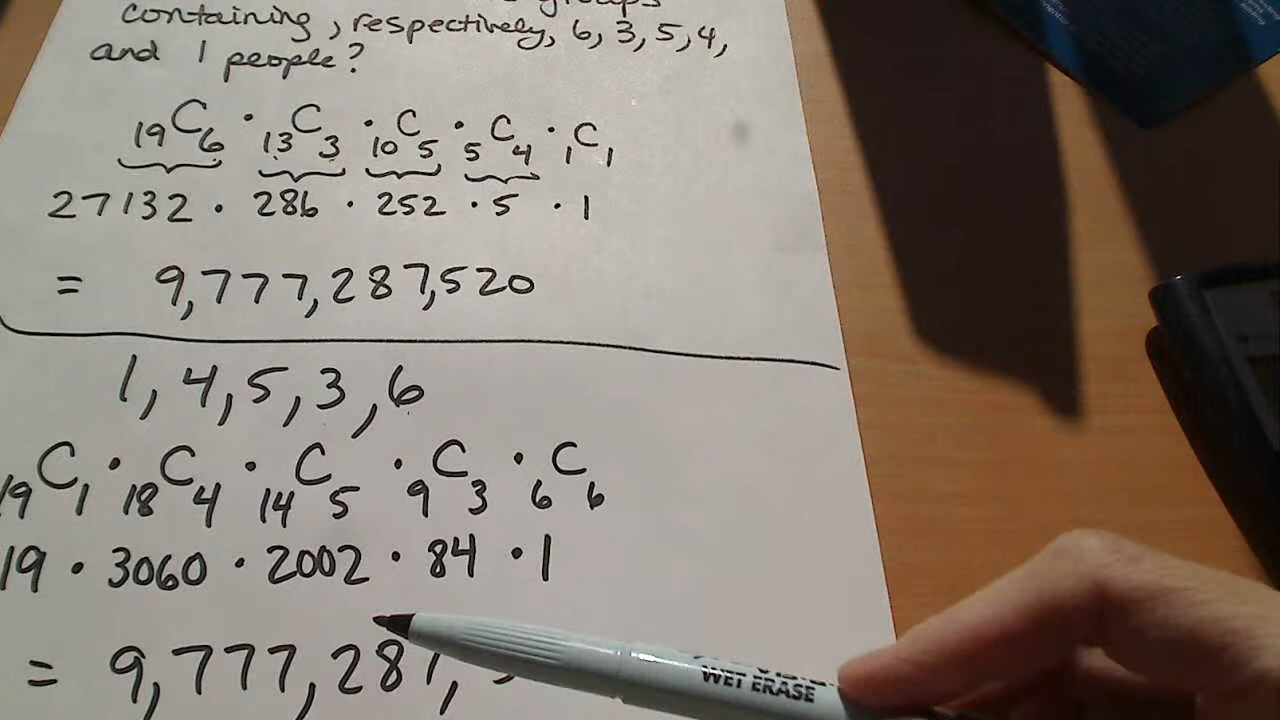 containing, respectively, 6, 3, 5, 4,
and 1 people?
19C6 · 13C3 · 10C5 · 5C4 · 1C1
27132 · 286 · 252 · 5 · 1
= 9,777,287,520
1, 4, 5, 3, 6
19C1 · 18C4 · 14C5 · 9C3 · 6C6
19 · 3060 · 2002 · 84 · 1
= 9,777,287,
WET ERASE